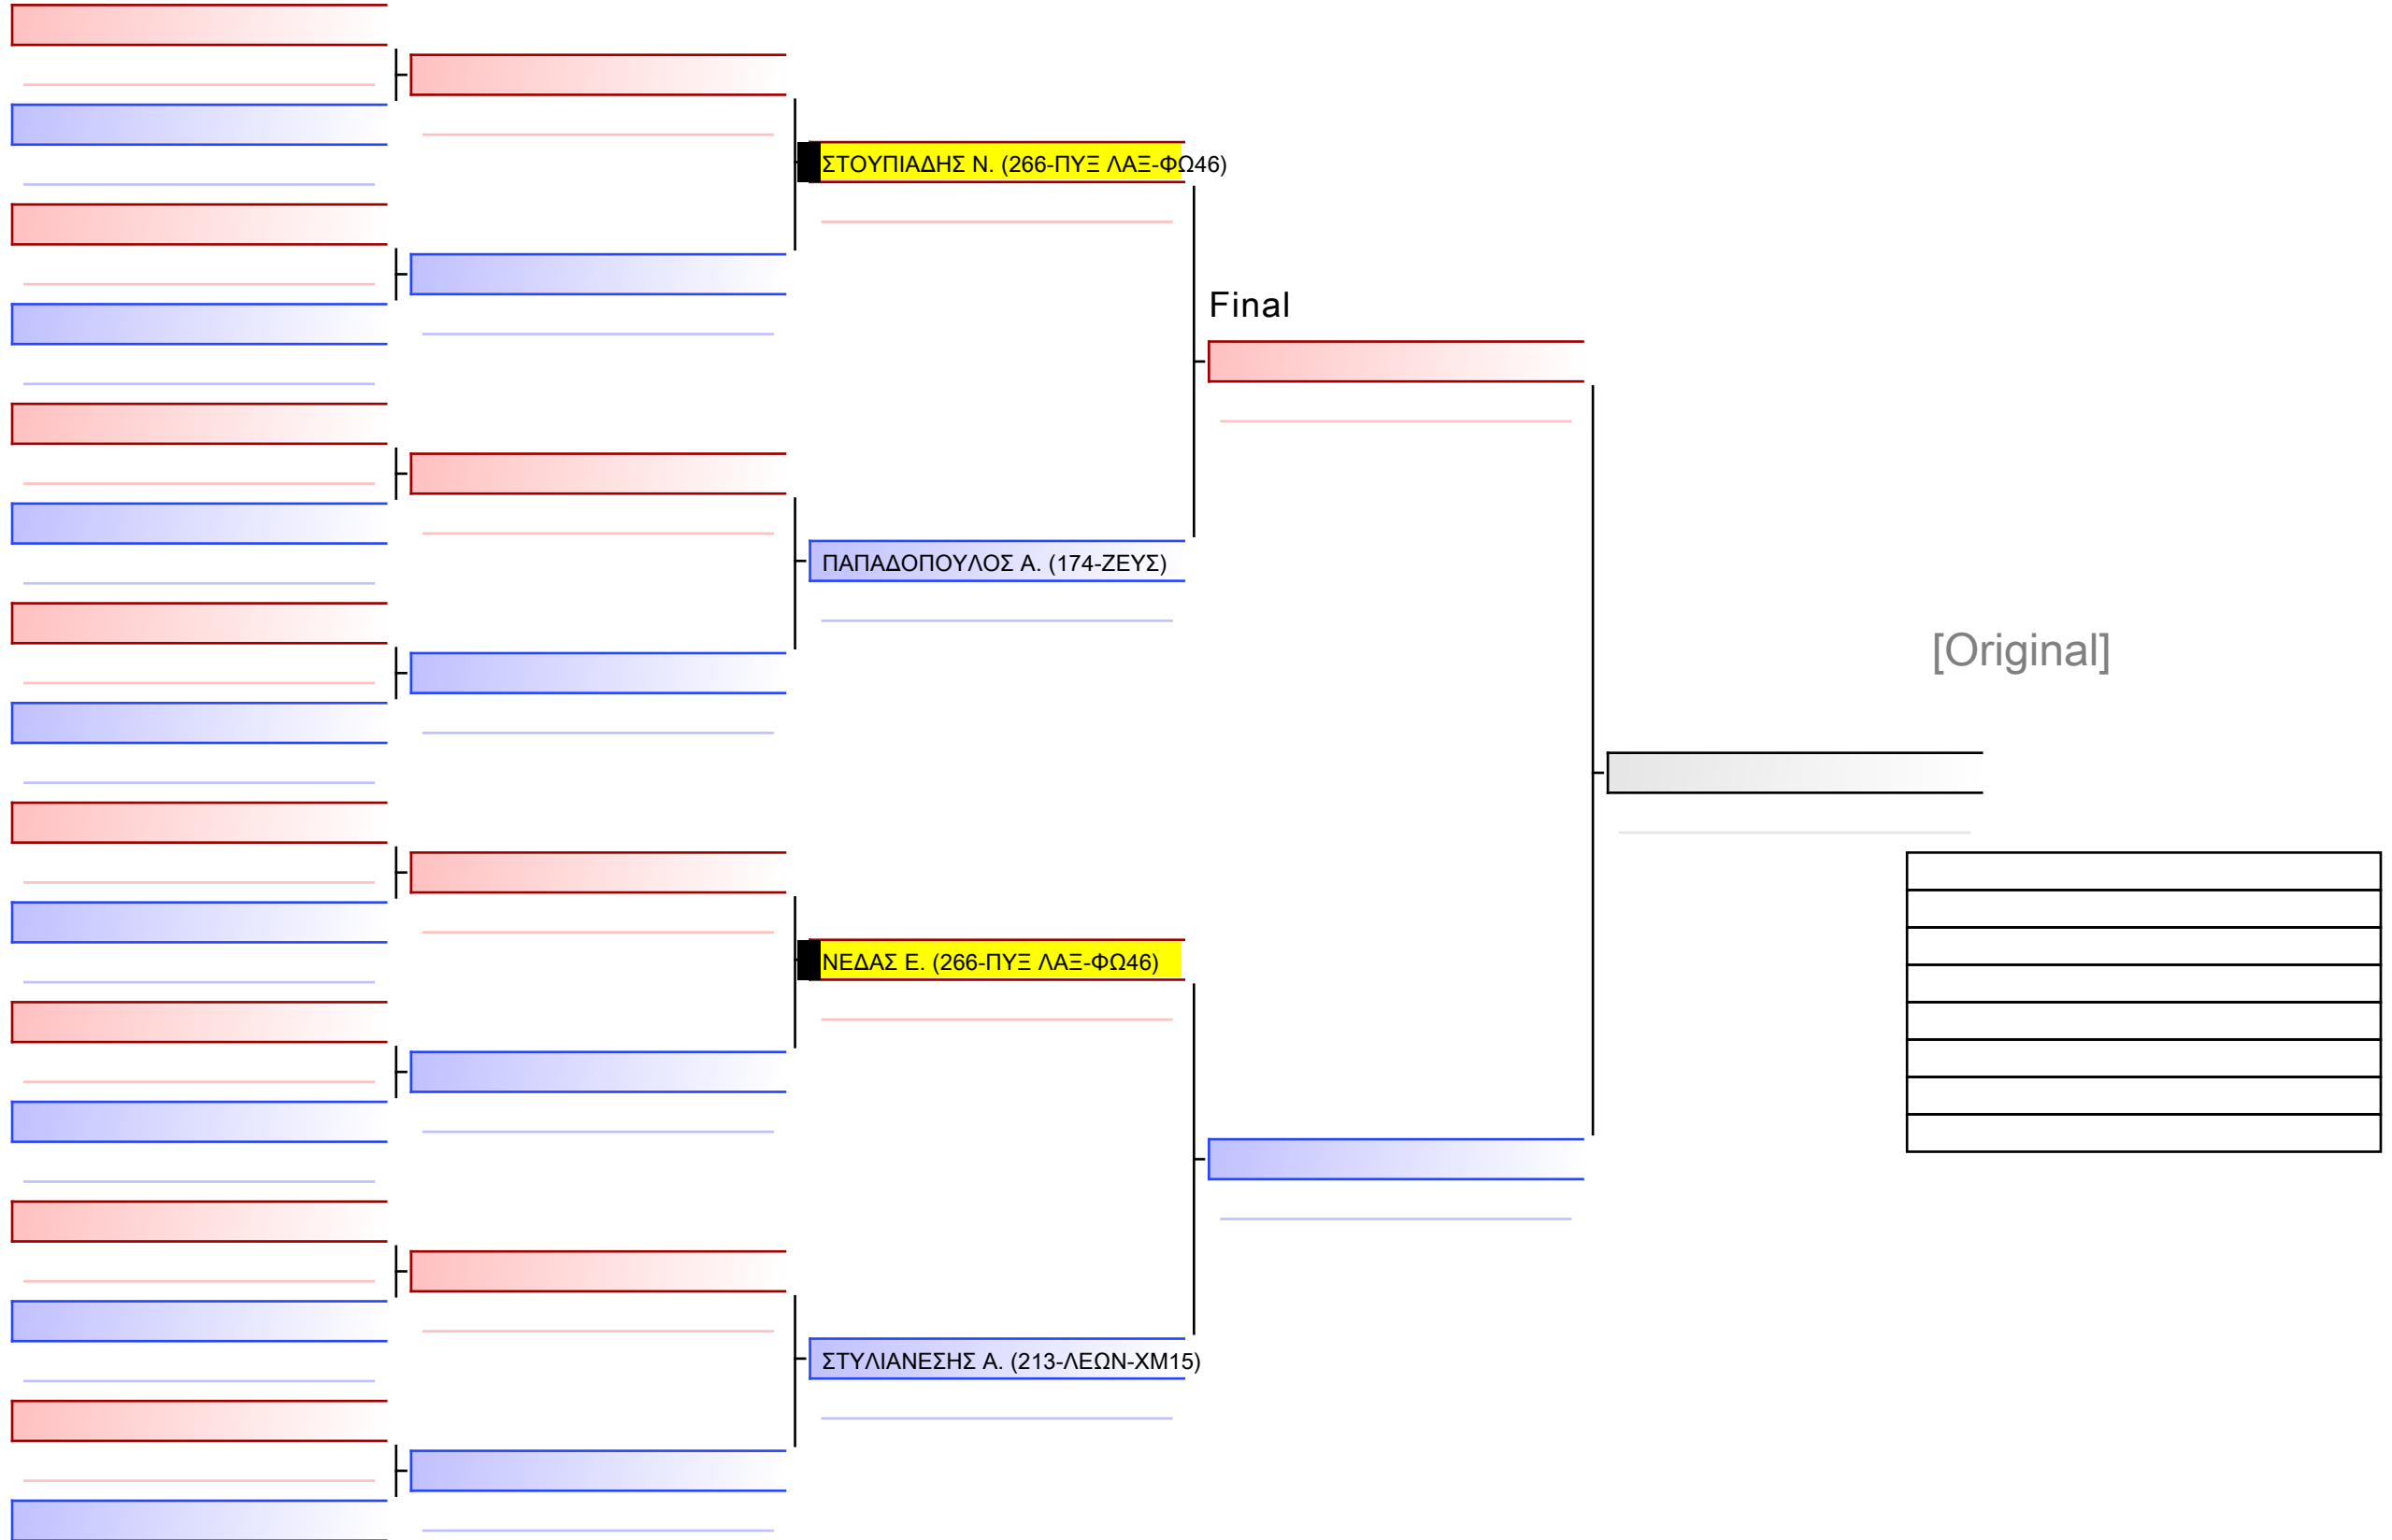 ΣΤΟΥΠΙΑΔΗΣ Ν. (266-ΠΥΞ ΛΑΞ-ΦΩ46)
Final
ΠΑΠΑΔΟΠΟΥΛΟΣ Α. (174-ΖΕΥΣ)
[Original]
ΝΕΔΑΣ Ε. (266-ΠΥΞ ΛΑΞ-ΦΩ46)
ΣΤΥΛΙΑΝΕΣΗΣ Α. (213-ΛΕΩΝ-ΧΜ15)